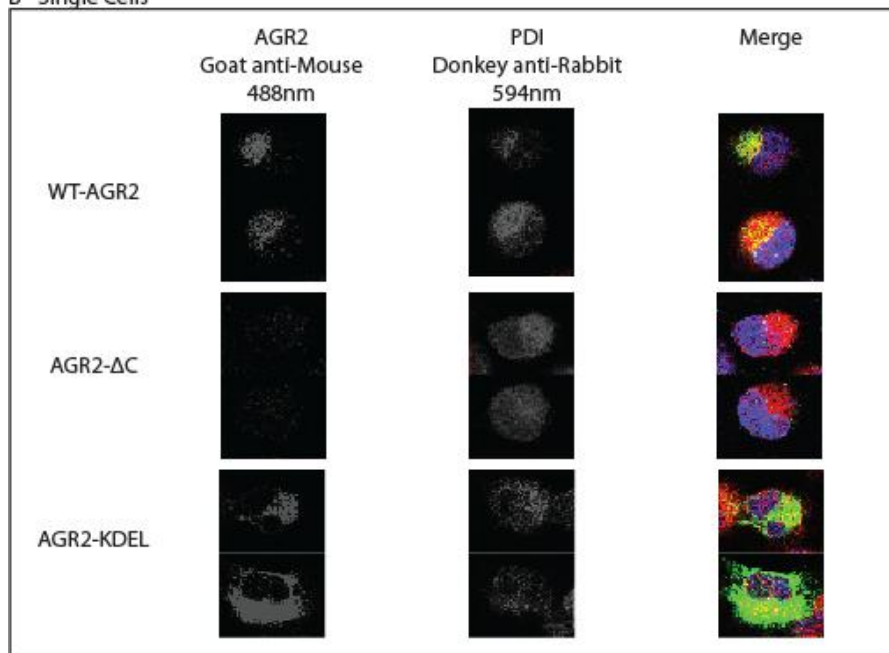 B Single Cells
AGR2
Goat anti-Mouse
488nm
PDI
Donkey anti-Rabbit
594nm
Merge
WT-AGR2
AGR2-ΔC
AGR2-KDEL